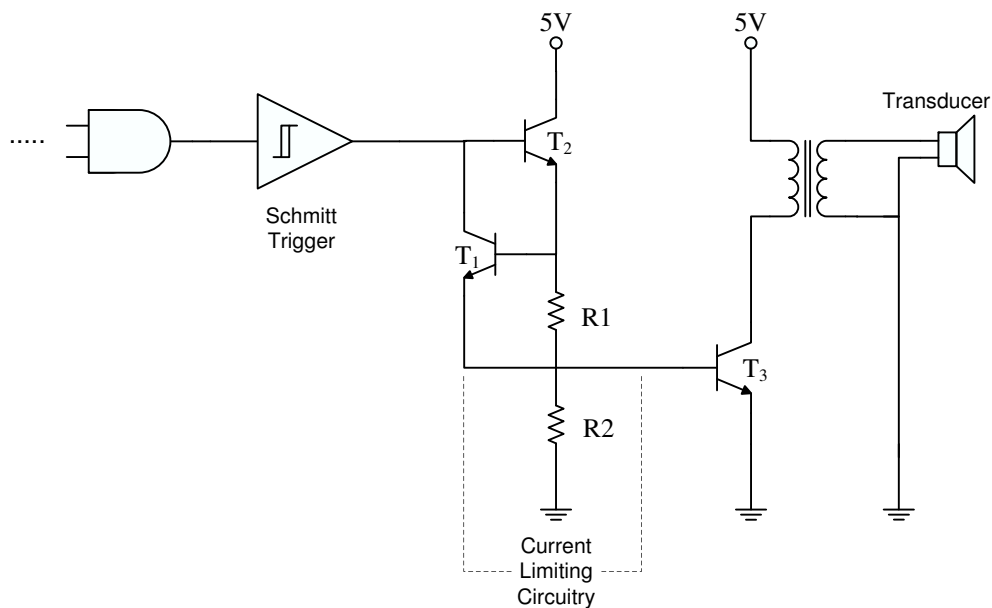 5V
5V
Transducer
.....
T2
Schmitt
Trigger
T1
R1
T3
R2
Current
Limiting
Circuitry